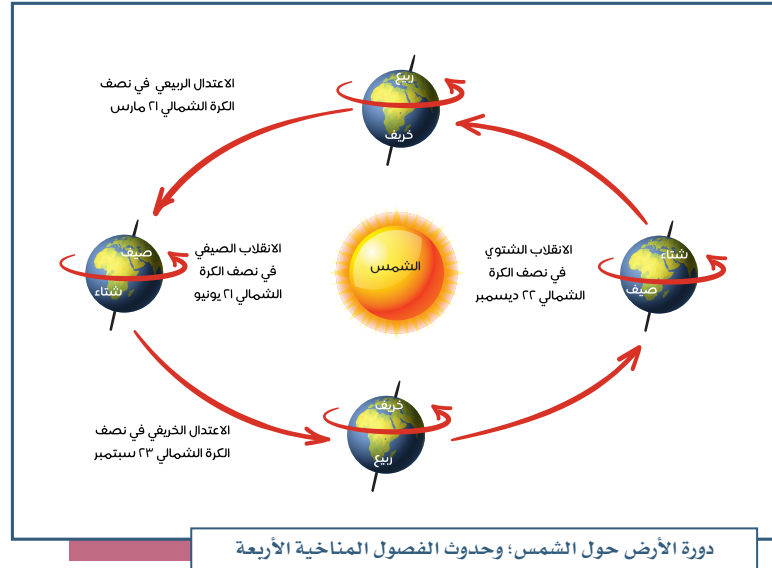 ربيع
خريف
الاعتدال الربيعي في نصف
الكرة الشمالي ٢١ مارس
شتاء
صيف
الانقلاب الشتوي
في نصف الكرة
الشمالي ٢٢ ديسمبر
الشمس
الانقلاب الصيفي
في نصف الكرة
الشمالي ٢١ يونيو
صيف
شتاء
خريف
ربيع
الاعتدال الخريفي في نصف
الكرة الشمالي ٢٣ سبتمبر
دورة الأرض حول الشمس؛ وحدوث الفصول المناخية الأربعة